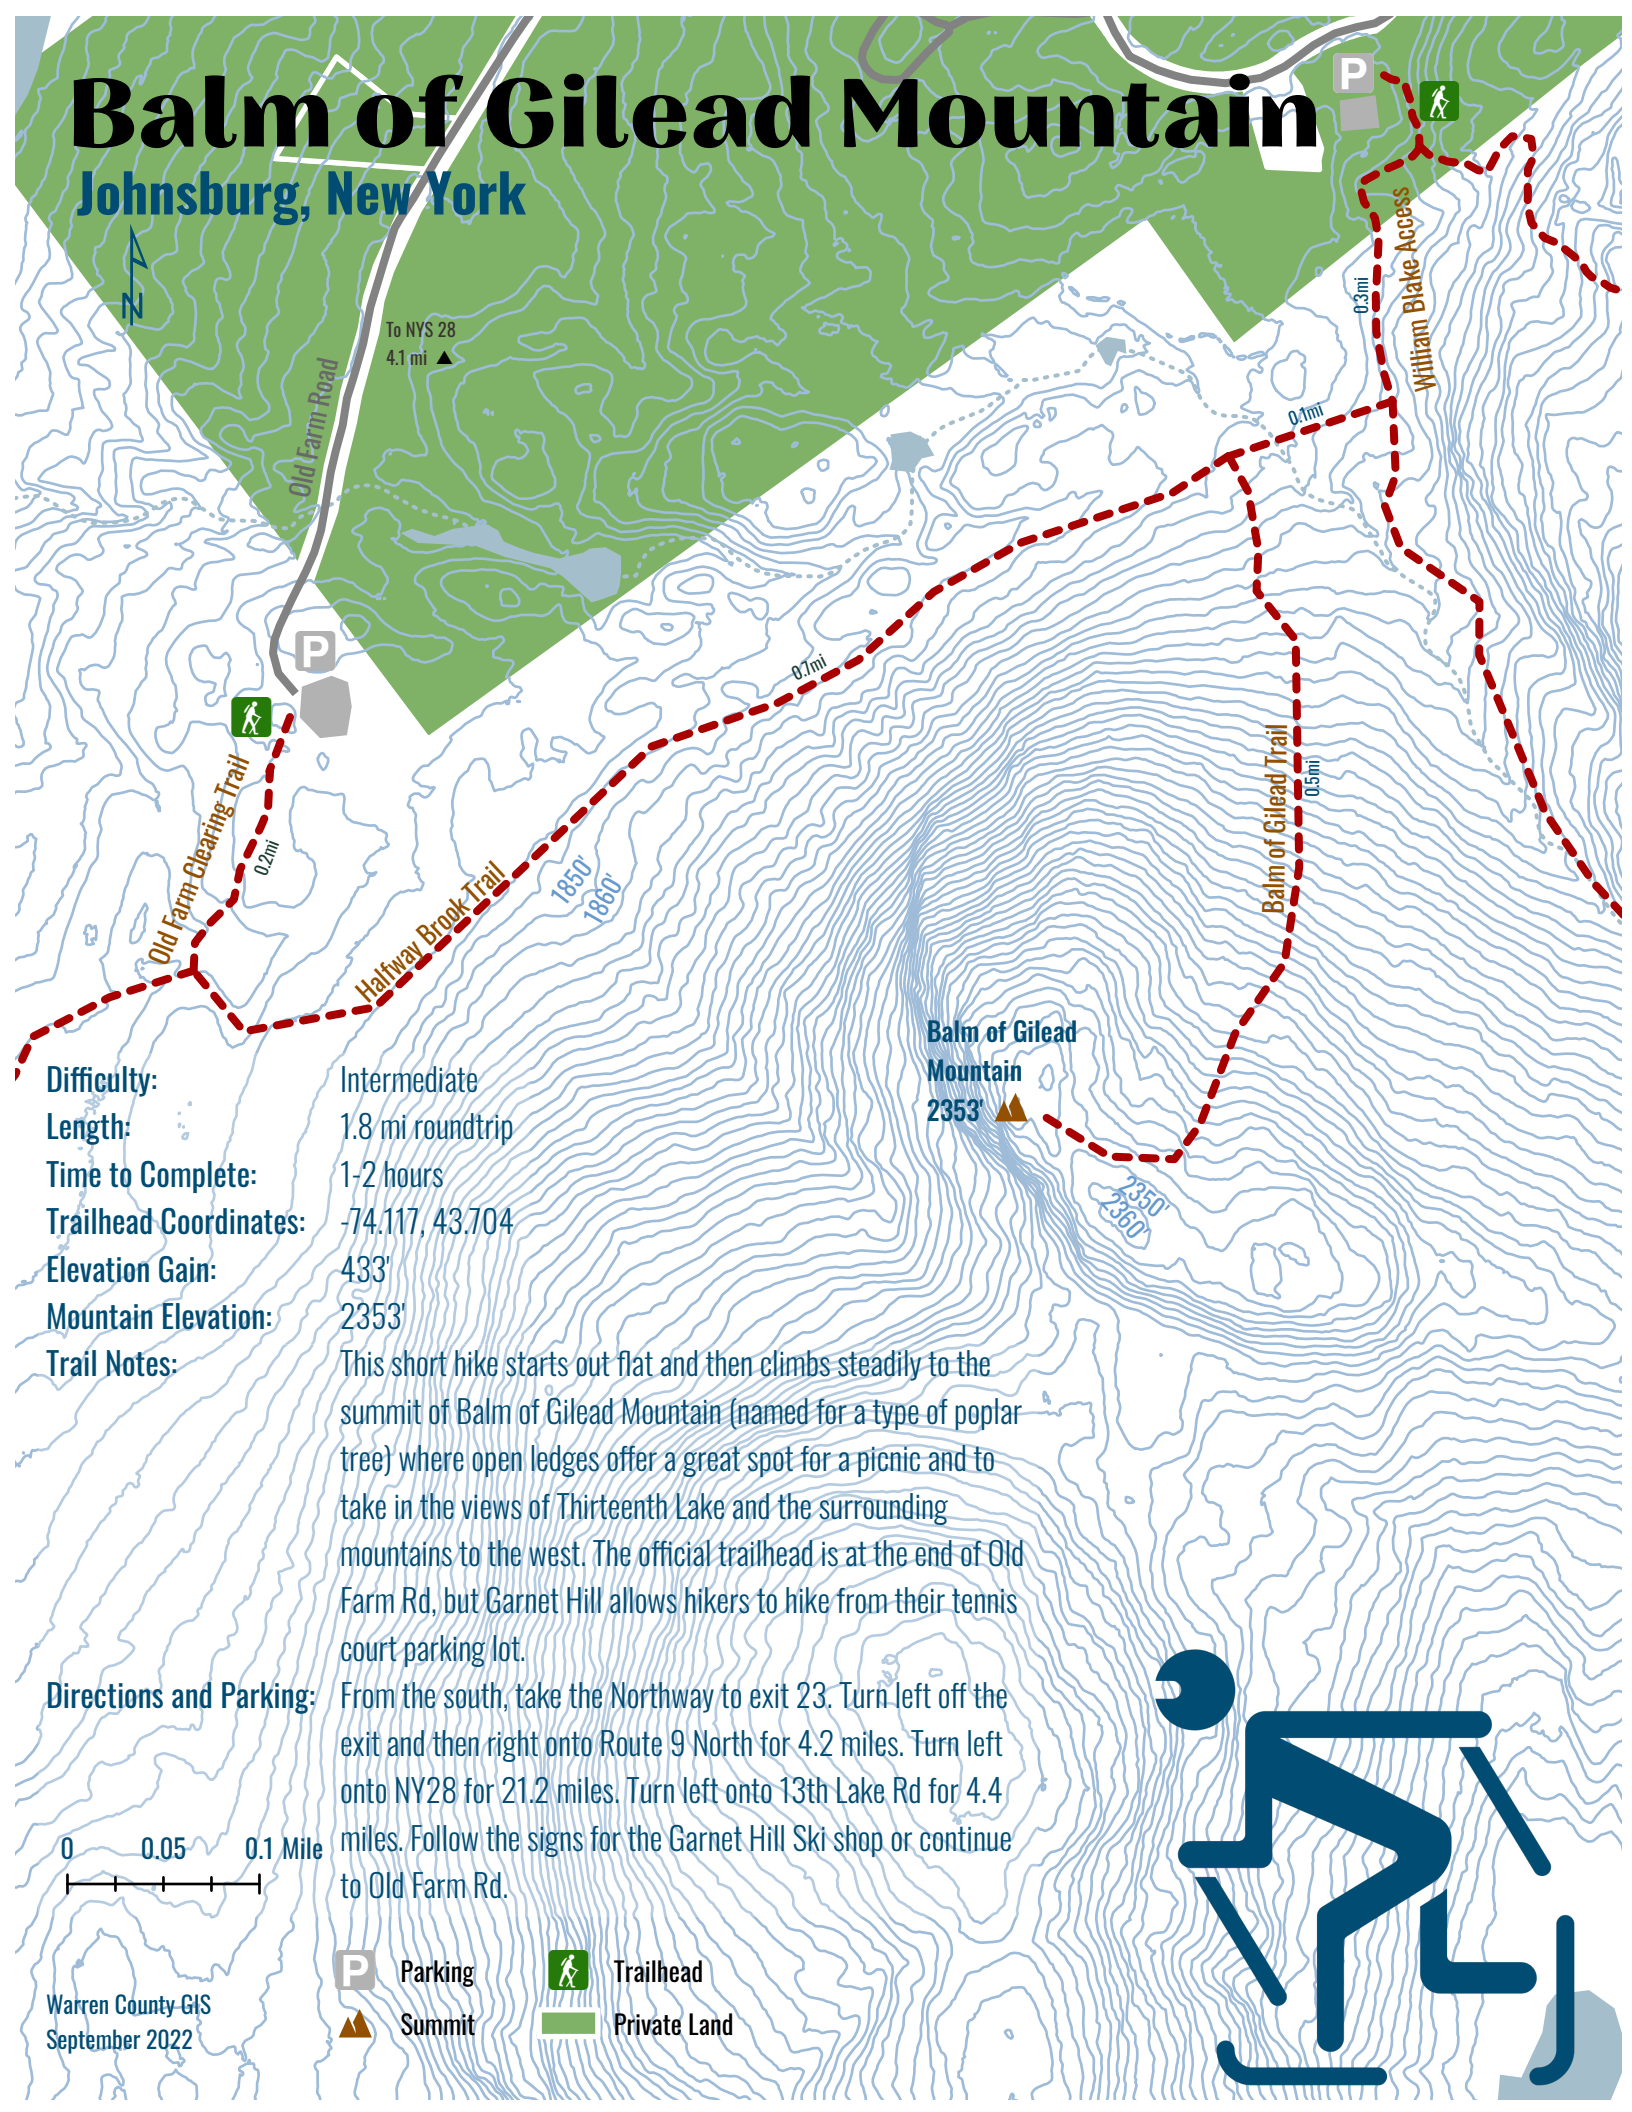 Balm of Gilead Mountain
Johnsburg, New York
N
P
To NYS 28
4.1 mi
Old Farm Road
William Blake Access
0.3mi
0.1mi
P
0.7mi
Old Farm Clearing Trail
0.2mi
Halfway Brook Trail
1850'
1860'
Balm of Gilead Trail
0.5mi
Balm of Gilead
Mountain
2353'
2350'
2360'
Difficulty: Intermediate
Length: 1.8 mi roundtrip
Time to Complete: 1-2 hours
Trailhead Coordinates: -74.117, 43.704
Elevation Gain: 433'
Mountain Elevation: 2353'
Trail Notes: This short hike starts out flat and then climbs steadily to the
summit of Balm of Gilead Mountain (named for a type of poplar
tree) where open ledges offer a great spot for a picnic and to
take in the views of Thirteenth Lake and the surrounding
mountains to the west. The official trailhead is at the end of Old
Farm Rd, but Garnet Hill allows hikers to hike from their tennis
court parking lot.
Directions and Parking: From the south, take the Northway to exit 23. Turn left off the
exit and then right onto Route 9 North for 4.2 miles. Turn left
onto NY28 for 21.2 miles. Turn left onto 13th Lake Rd for 4.4
miles. Follow the signs for the Garnet Hill Ski shop or continue
to Old Farm Rd.
0 0.05 0.1 Mile
P Parking
Trailhead
Summit
Private Land
Warren County GIS
September 2022